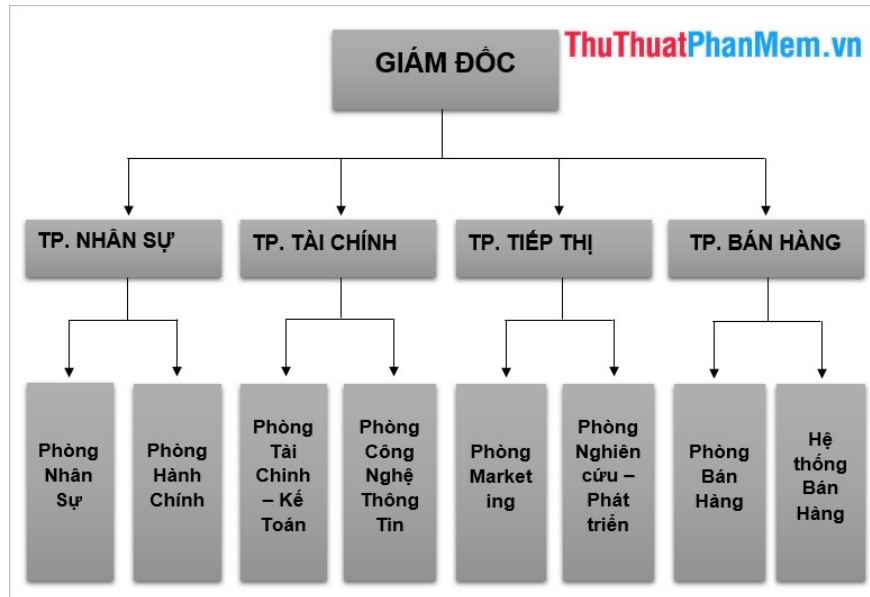 GIÁM ĐỐC
ThuThuatPhanMem.vn
TP. NHÂN SỰ
TP. TÀI CHÍNH
TP. TIẾP THỊ
TP. BÁN HÀNG
Phòng
Nhân
Sự
Phòng
Hành
Chính
Phòng
Tài
Chinh
– Kế
Toán
Phòng
Công
Nghệ
Thông
Tin
Phòng
Market
ing
Phòng
Nghiên
cứu –
Phát
triển
Phòng
Bán
Hàng
Hệ
thống
Bán
Hàng